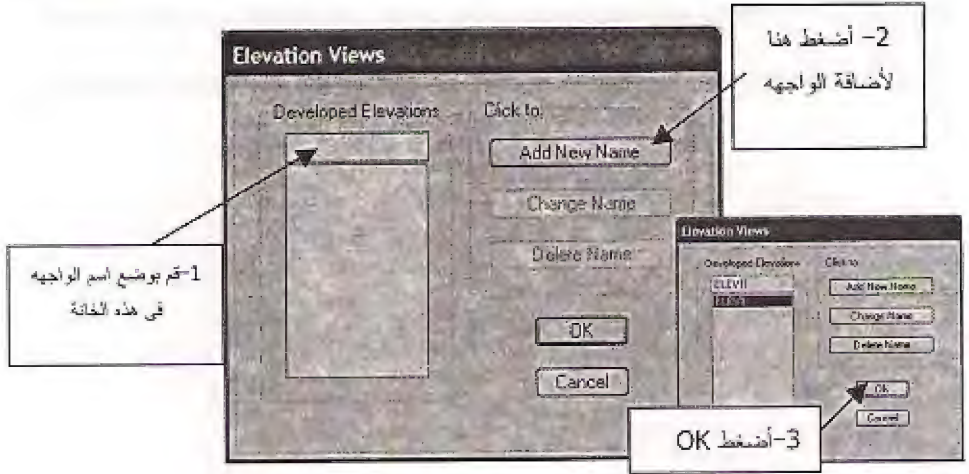 2- أضغط هنا
لأضافة الواجهه
Elevation Views
Developed Elevations
Click to:
Add New Name
Change Name
Delete Name
OK
Cancel
1-قم بوضع اسم الواجهه
فى هذه الخانة
Elevation Views
Developed Elevations
Click to
ELEV1
Add New Name
Change Name
Delete Name
OK
Cancel
3-أضغط OK